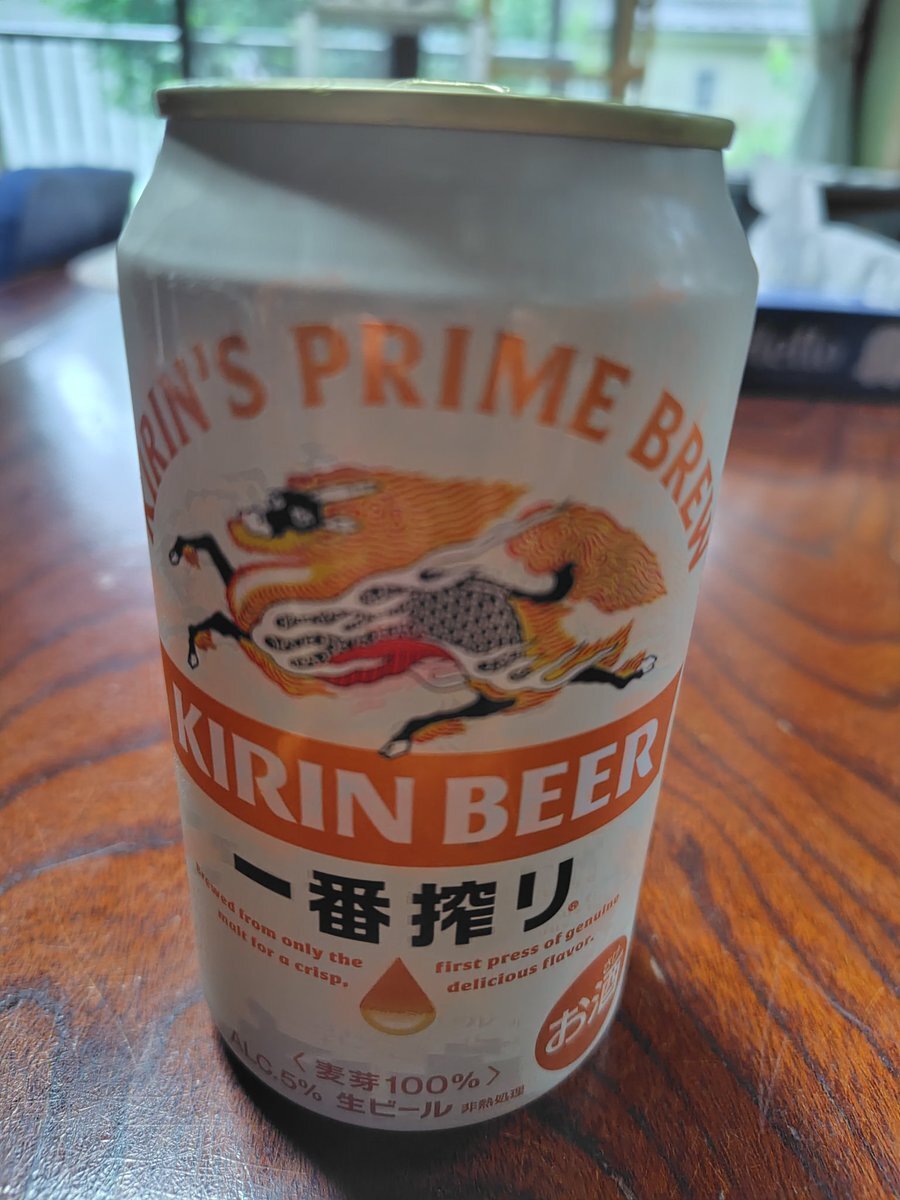 KIRIN'S PRIME BREW
KIRIN BEER
一番搾り®
Brewed from only the first press of genuine
malt for a crisp, delicious flavor.
お酒
〈麦芽100%〉
ALC.5% 生ビール 非熱処理
Hello